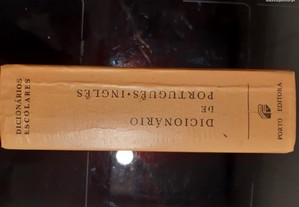 DICIONÁRIOS
ESCOLARES
DICIONÁRIO
DE
PORTUGUÊS-INGLÊS
PORTO EDITORA